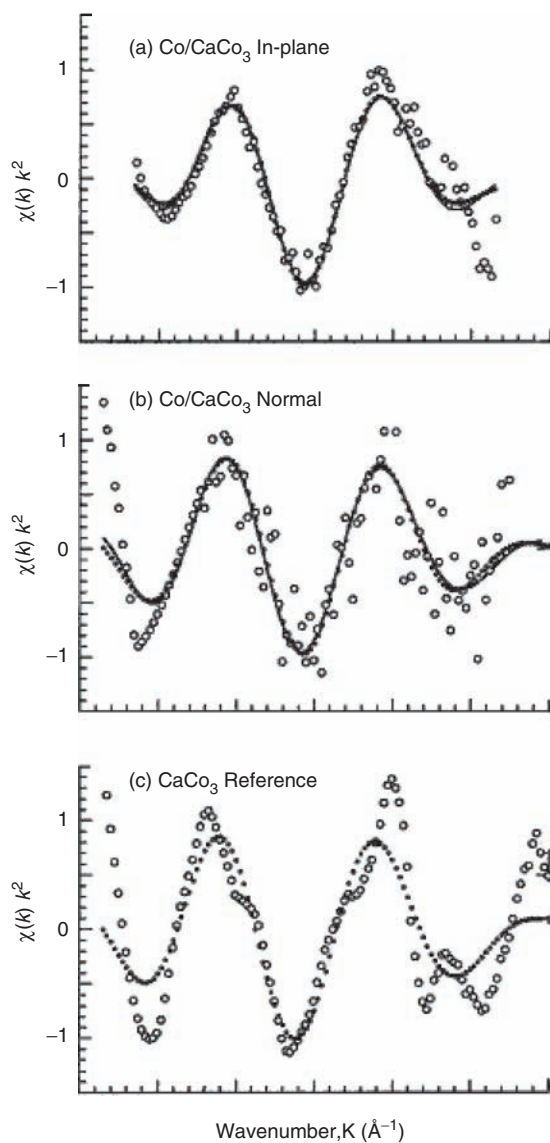 (a) Co/CaCo₃ In-plane
1
0
−1
χ(k) k²
(b) Co/CaCo₃ Normal
1
0
−1
χ(k) k²
(c) CaCo₃ Reference
1
0
−1
χ(k) k²
Wavenumber,K (Å⁻¹)